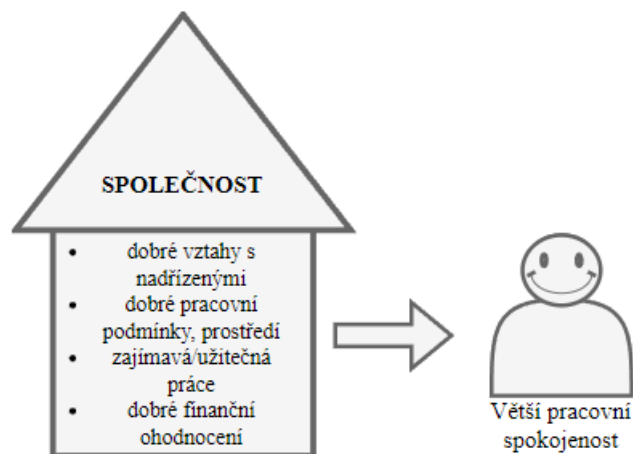 SPOLEČNOST
• dobré vztahy s
nadřízenými
• dobré pracovní
podmínky, prostředí
• zajímavá/užitečná
práce
• dobré finanční
ohodnocení
Větší pracovní
spokojenost